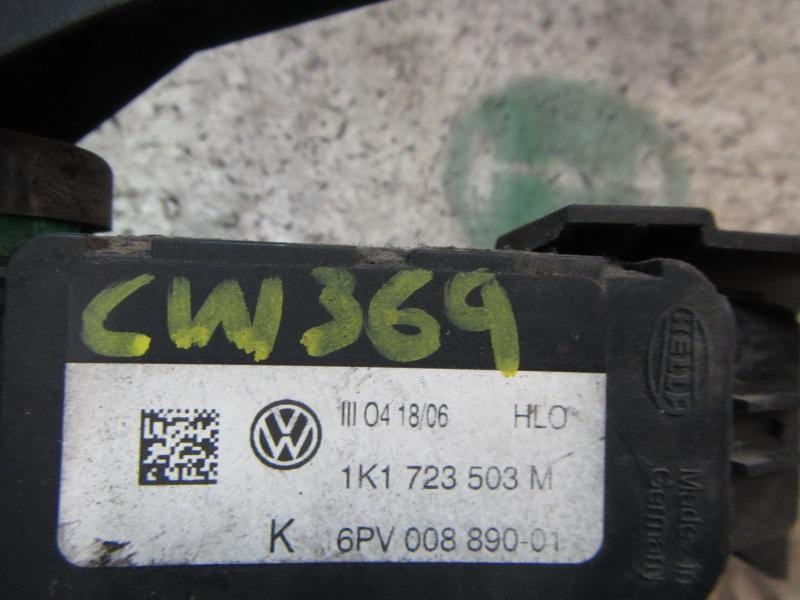 CW369
III 04 18/06 HLO
1K1 723 503 M
K 6PV 008 890-01
HELLA
Made in
Germany